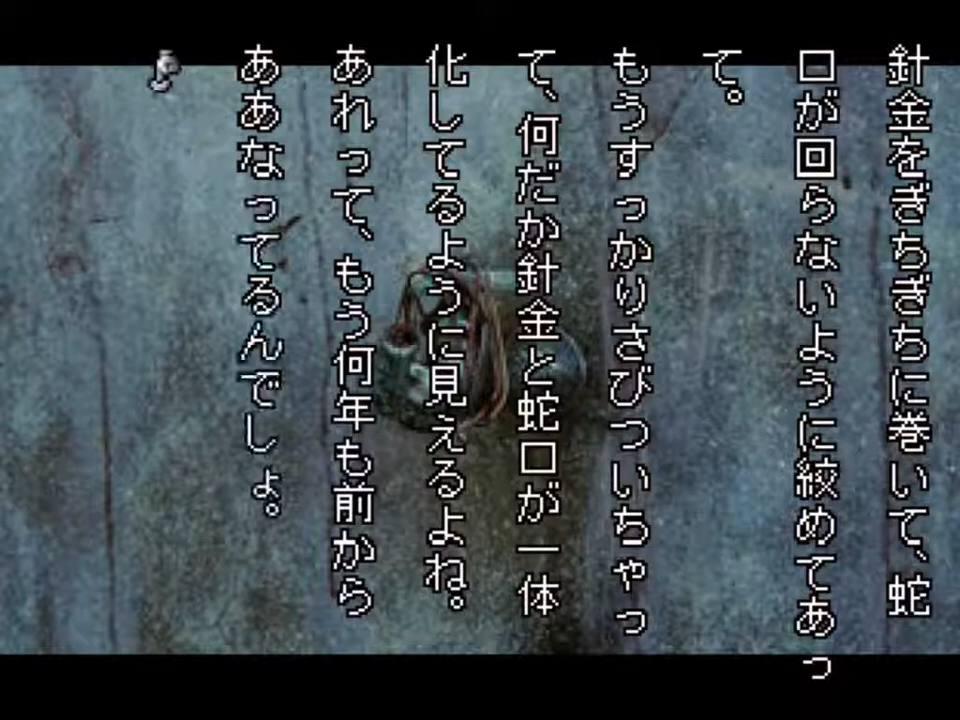 針金をぎちぎちに巻いて、蛇
口が回らないように絞めてあっ
て。
もうすっかりさびついちゃっ
て、何だか針金と蛇口が一体
化してるように見えるよね。
あれって、もう何年も前から
ああなってるんでしょ。